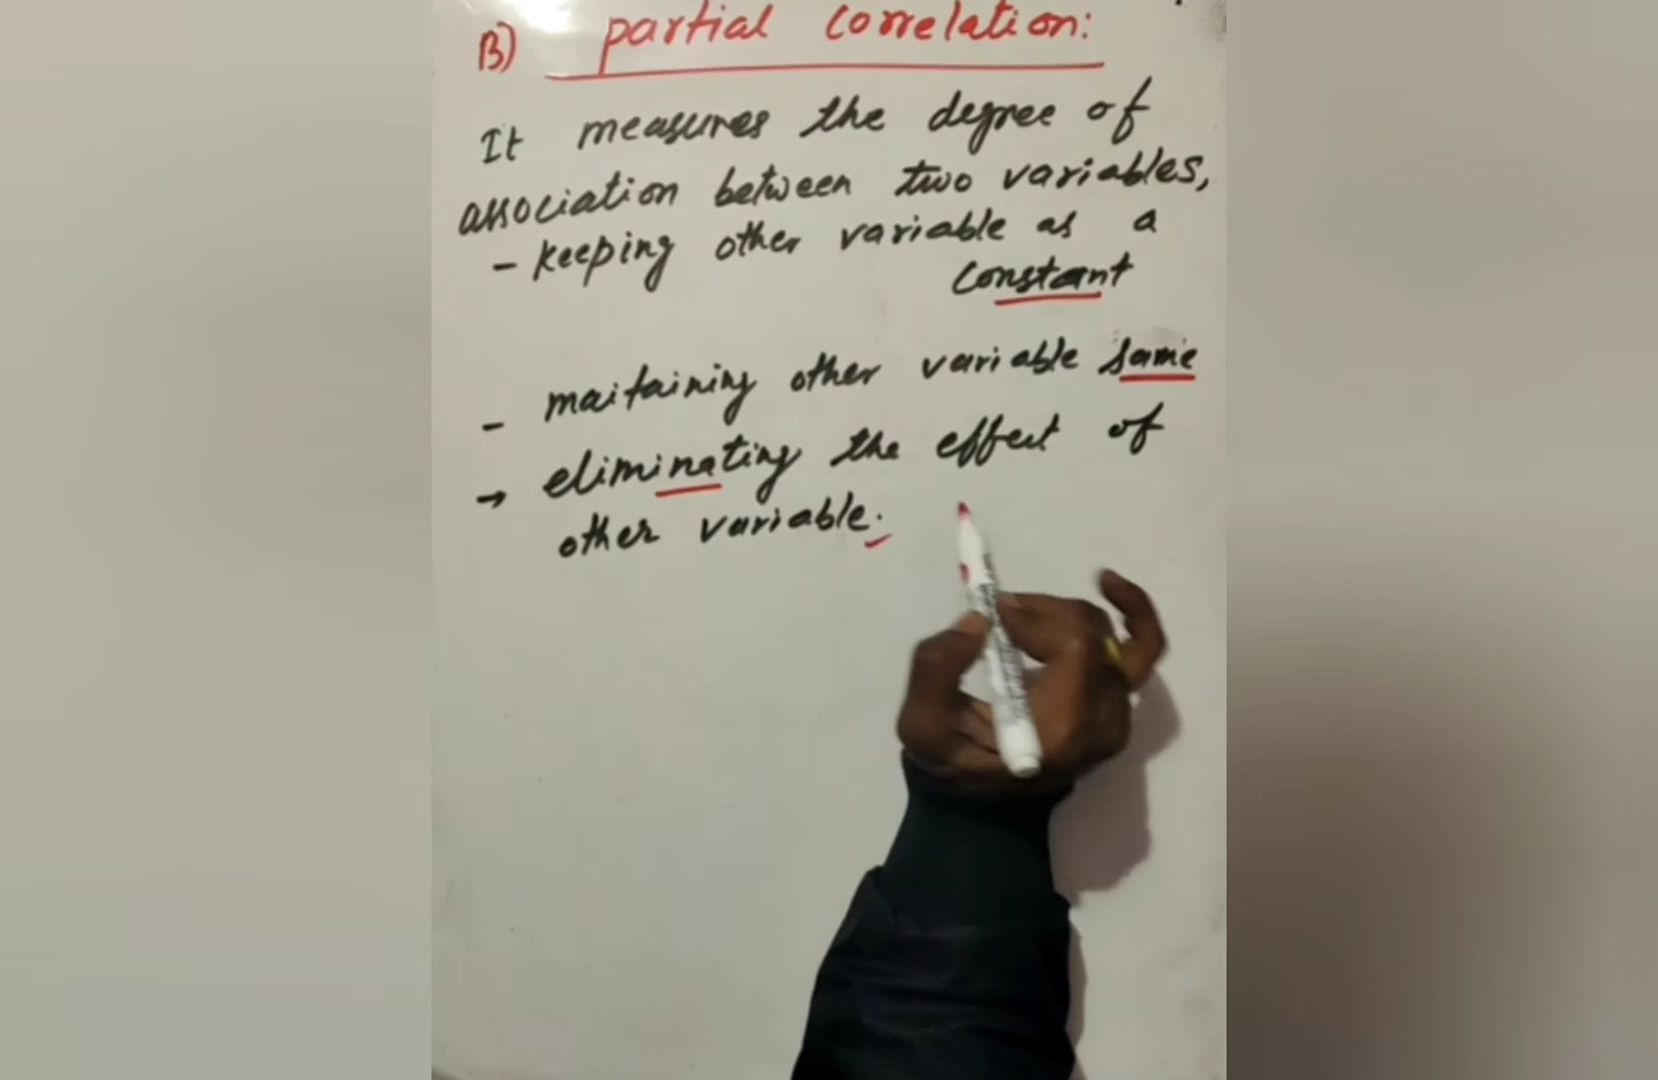 B) partial correlation:
It measures the degree of
association between two variables,
- keeping other variable as a
constant
- maitaining other variable same
→ eliminating the effect of
other variable.